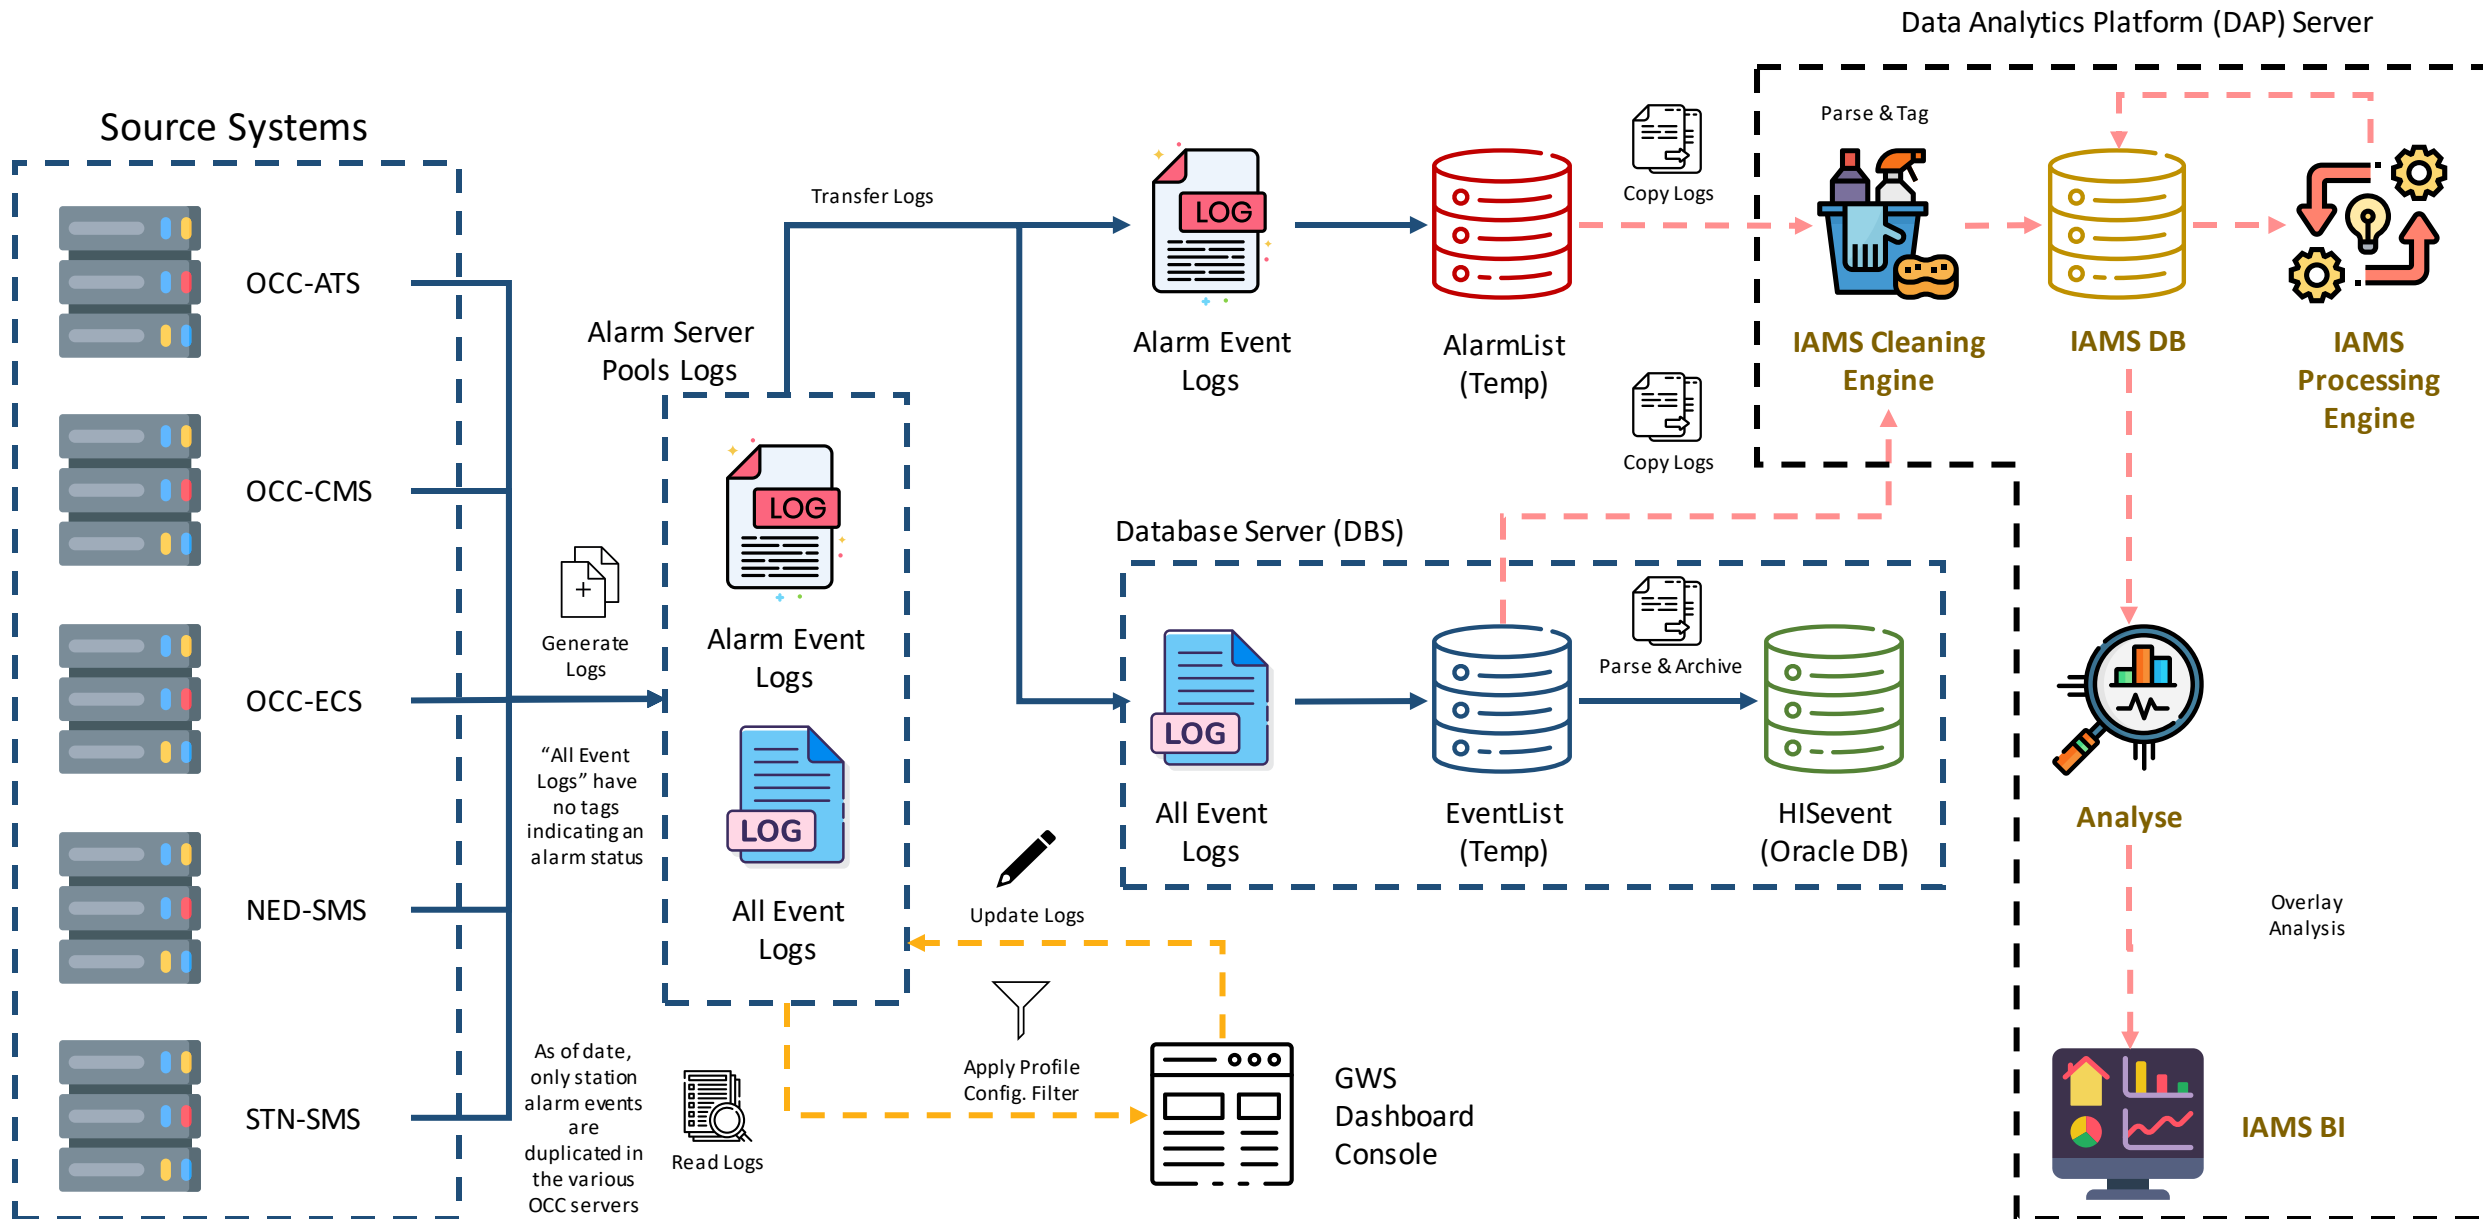 Data Analytics Platform (DAP) Server
Source Systems
OCC-ATS
OCC-CMS
OCC-ECS
NED-SMS
STN-SMS
Generate
Logs
“All Event
Logs” have
no tags
indicating an
alarm status
As of date,
only station
alarm events
are
duplicated in
the various
OCC servers
Alarm Server
Pools Logs
LOG
Alarm Event
Logs
LOG
All Event
Logs
Read Logs
Transfer Logs
Update Logs
Apply Profile
Config. Filter
GWS
Dashboard
Console
LOG
Alarm Event
Logs
AlarmList
(Temp)
Copy Logs
Copy Logs
Database Server (DBS)
LOG
All Event
Logs
EventList
(Temp)
Parse & Archive
HISevent
(Oracle DB)
Parse & Tag
IAMS Cleaning
Engine
IAMS DB
IAMS
Processing
Engine
Analyse
Overlay
Analysis
IAMS BI